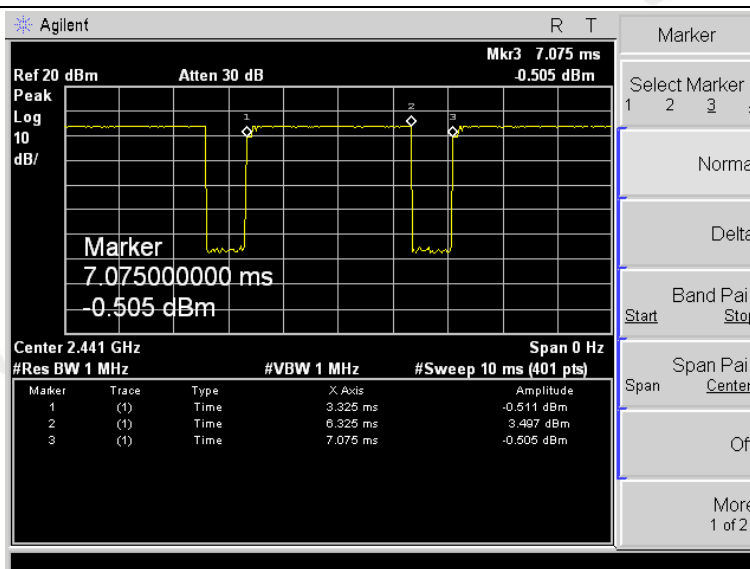 Agilent R T
Mkr3 7.075 ms
Ref 20 dBm Atten 30 dB -0.505 dBm
Peak
Log
10
dB/
1
2
3
Marker
7.075000000 ms
-0.505 dBm
Center 2.441 GHz Span 0 Hz
#Res BW 1 MHz #VBW 1 MHz #Sweep 10 ms (401 pts)
Marker Trace Type X Axis Amplitude
1 (1) Time 3.325 ms -0.511 dBm
2 (1) Time 6.325 ms 3.497 dBm
3 (1) Time 7.075 ms -0.505 dBm
Marker
Select Marker
1 2 3
Norma
Delta
Band Pai
Start Stop
Span Pai
Span Center
Of
More
1 of 2